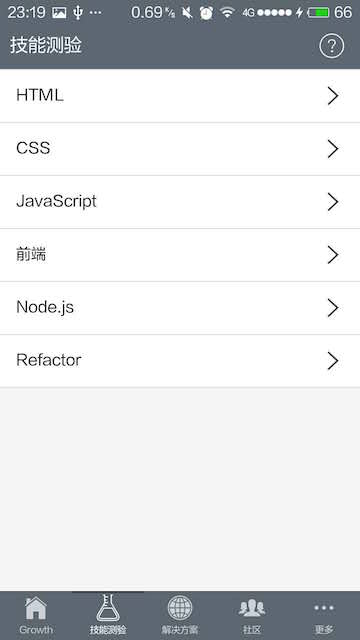 23:19 0.69 K/s 4G 66
技能测验
HTML
CSS
JavaScript
前端
Node.js
Refactor
Growth 技能测验 解决方案 社区 更多